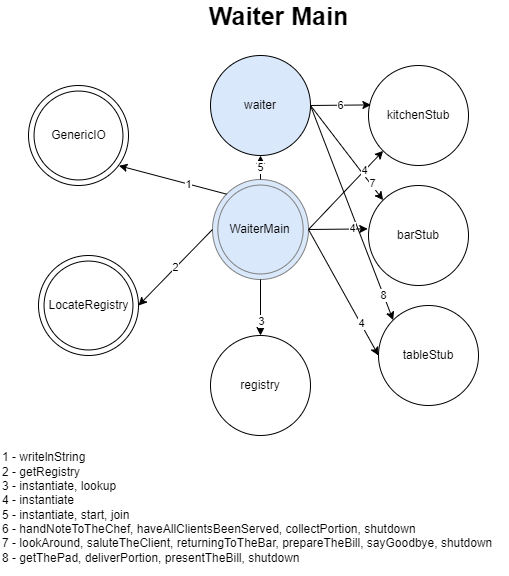 Waiter Main
waiter
6
kitchenStub
GenericIO
5
4
7
1
WaiterMain
4
barStub
2
8
LocateRegistry
3
4
tableStub
registry
1 - writeInString
2 - getRegistry
3 - instantiate, lookup
4 - instantiate
5 - instantiate, start, join
6 - handNoteToTheChef, haveAllClientsBeenServed, collectPortion, shutdown
7 - lookAround, saluteTheClient, returningToTheBar, prepareTheBill, sayGoodbye, shutdown
8 - getThePad, deliverPortion, presentTheBill, shutdown